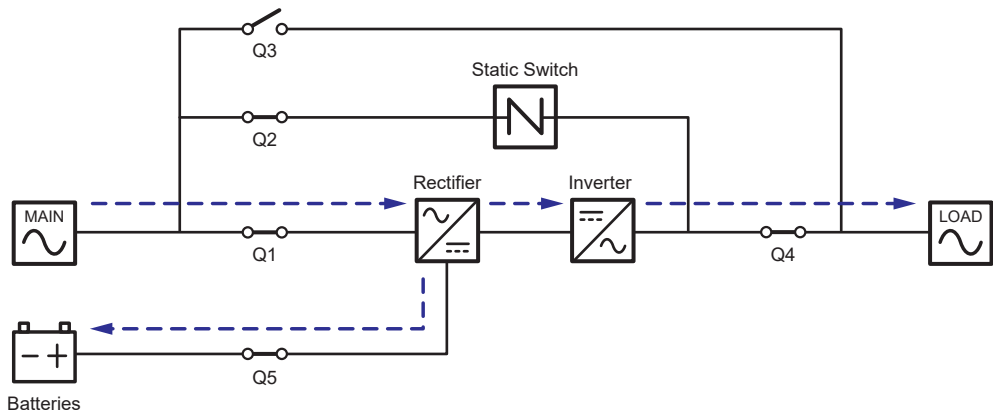 Q3
Static Switch
Q2
Rectifier
Inverter
MAIN
LOAD
Q1
Q4
Q5
Batteries